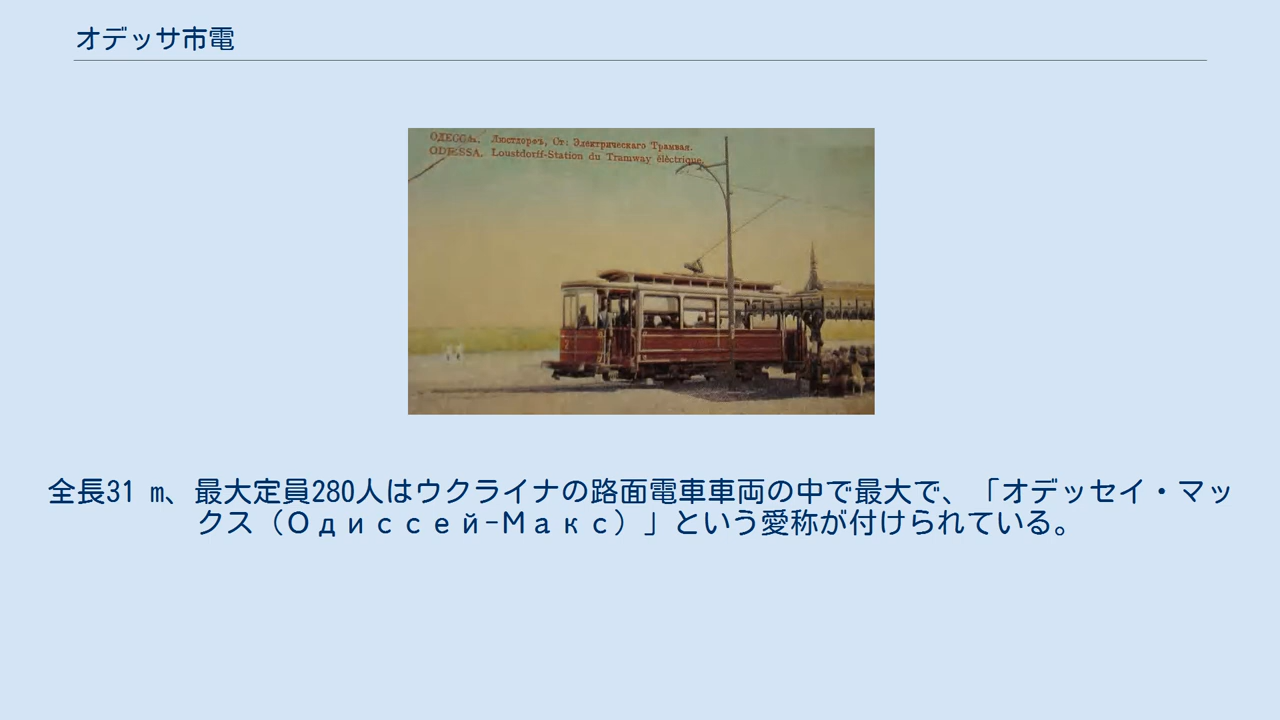 オデッサ市電
ОДЕССА. Люстдорфъ, Ст: Электрическаго Трамвая.
ODESSA. Loustdorff-Station du Tramway éléctrique.
7
全長31 m、最大定員280人はウクライナの路面電車車両の中で最大で、「オデッセイ・マッ
クス（Одиссей-Макс）」という愛称が付けられている。